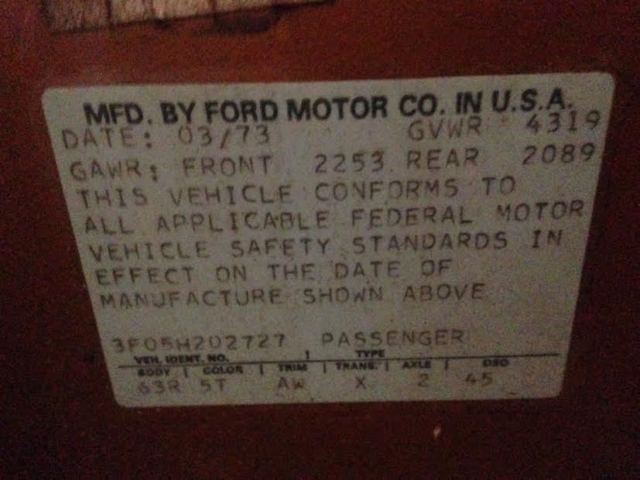 MFD. BY FORD MOTOR CO. IN U.S.A.
DATE: 03/73 GVWR 4319
GAWR: FRONT 2253 REAR 2089
THIS VEHICLE CONFORMS TO
ALL APPLICABLE FEDERAL MOTOR
VEHICLE SAFETY STANDARDS IN
EFFECT ON THE DATE OF
MANUFACTURE SHOWN ABOVE
3F05H202727 PASSENGER
VEH. IDENT. NO. TYPE
BODY COLOR TRIM TRANS. AXLE DSO
63R 5T AW X 2 45